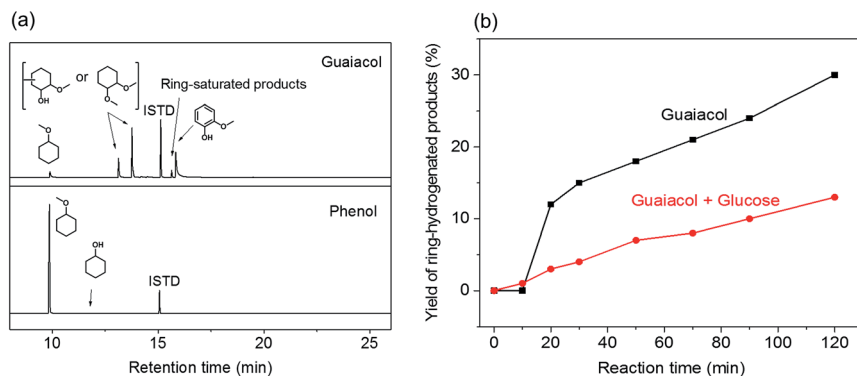 (a)
Guaiacol
or
Ring-saturated products
OH
O
O
O
ISTD
O
OH
O
Phenol
O
OH
ISTD
10
15
20
25
Retention time (min)
(b)
Yield of ring-hydrogenated products (%)
30
20
10
0
Guaiacol
Guaiacol + Glucose
0
20
40
60
80
100
120
Reaction time (min)